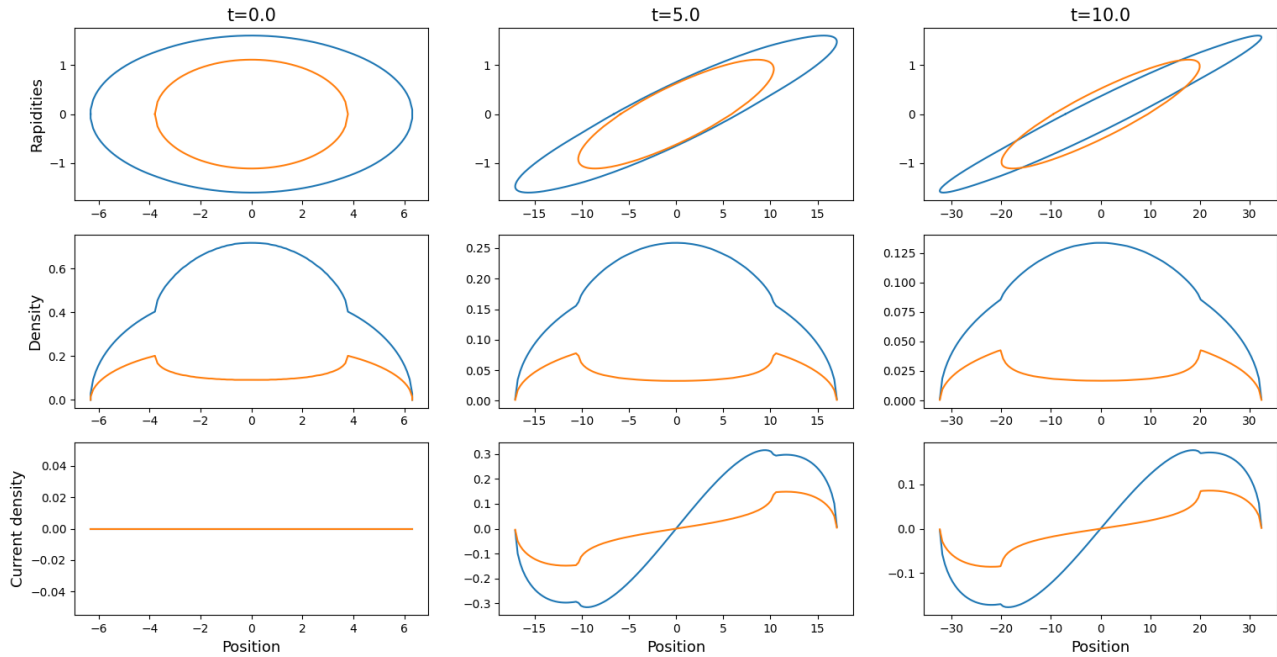 t=0.0
t=5.0
t=10.0
Rapidities
1
0
−1
−6 −4 −2 0 2 4 6
1
0
−1
−15 −10 −5 0 5 10 15
1
0
−1
−30 −20 −10 0 10 20 30
Density
0.6
0.4
0.2
0.0
−6 −4 −2 0 2 4 6
0.25
0.20
0.15
0.10
0.05
0.00
−15 −10 −5 0 5 10 15
0.125
0.100
0.075
0.050
0.025
0.000
−30 −20 −10 0 10 20 30
Current density
0.04
0.02
0.00
−0.02
−0.04
−6 −4 −2 0 2 4 6
Position
0.3
0.2
0.1
0.0
−0.1
−0.2
−0.3
−15 −10 −5 0 5 10 15
Position
0.1
0.0
−0.1
−30 −20 −10 0 10 20 30
Position